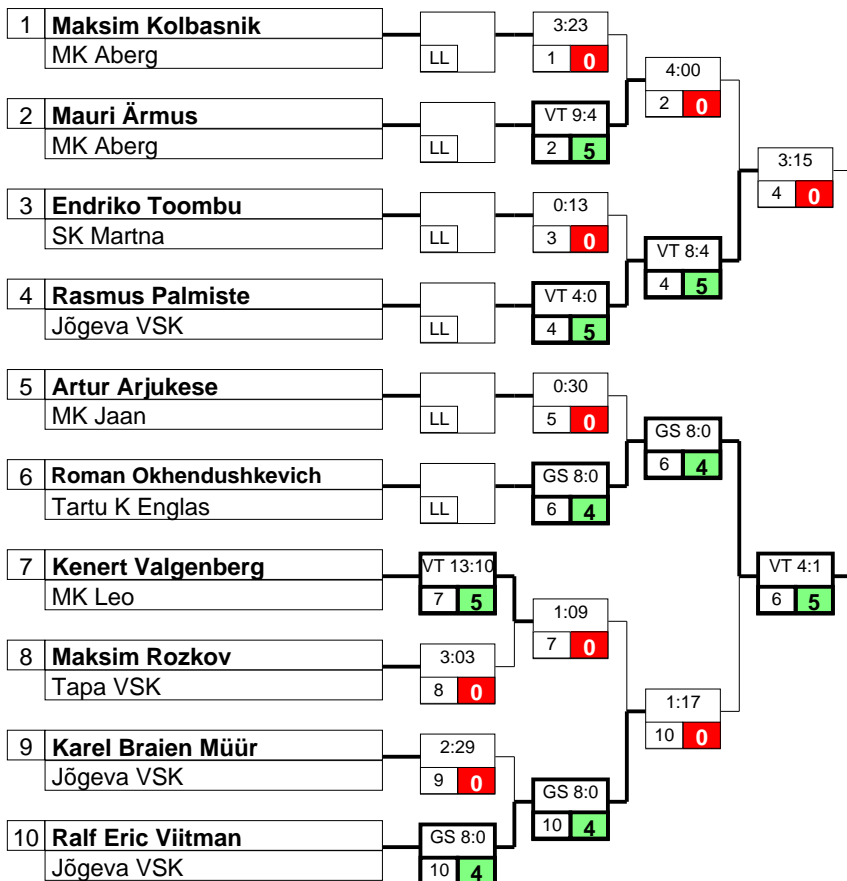 1 Maksim Kolbasnik 3:23
MK Aberg LL 1 0 4:00
2 0
2 Mauri Ärmus VT 9:4
MK Aberg LL 2 5 3:15
4 0
3 Endriko Toombu 0:13
SK Martna LL 3 0 VT 8:4
4 5
4 Rasmus Palmiste VT 4:0
Jõgeva VSK LL 4 5
5 Artur Arjukese 0:30
MK Jaan LL 5 0 GS 8:0
6 4
6 Roman Okhendushkevich GS 8:0
Tartu K Englas LL 6 4
7 Kenert Valgenberg VT 13:10 VT 4:1
MK Leo 7 5 1:09 6 5
7 0
8 Maksim Rozkov 3:03
Tapa VSK 8 0 1:17
10 0
9 Karel Braien Müür 2:29
Jõgeva VSK 9 0 GS 8:0
10 4
10 Ralf Eric Viitman GS 8:0
Jõgeva VSK 10 4